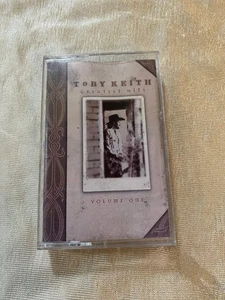 TOBY KEITH
GREATEST HITS
VOLUME ONE